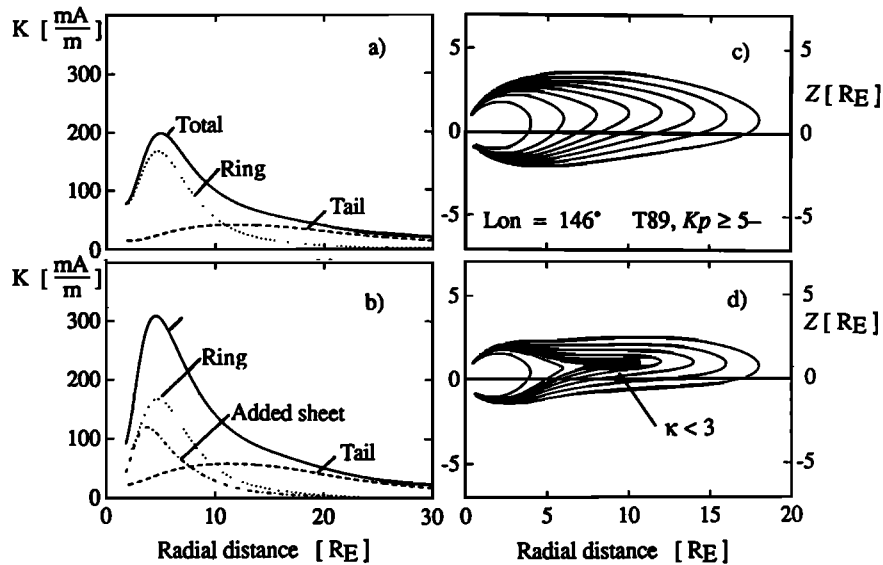 K [ mA/m ]
300
200
100
0
a)
Total
Ring
Tail
K [ mA/m ]
300
200
100
0
0
10
20
30
b)
Ring
Added sheet
Tail
Radial distance [ RE ]
5
0
-5
c)
Z [ RE ]
5
0
-5
Lon = 146° T89, Kp ≥ 5–
5
0
-5
d)
Z [ RE ]
5
0
-5
κ < 3
0
5
10
15
20
Radial distance [ RE ]